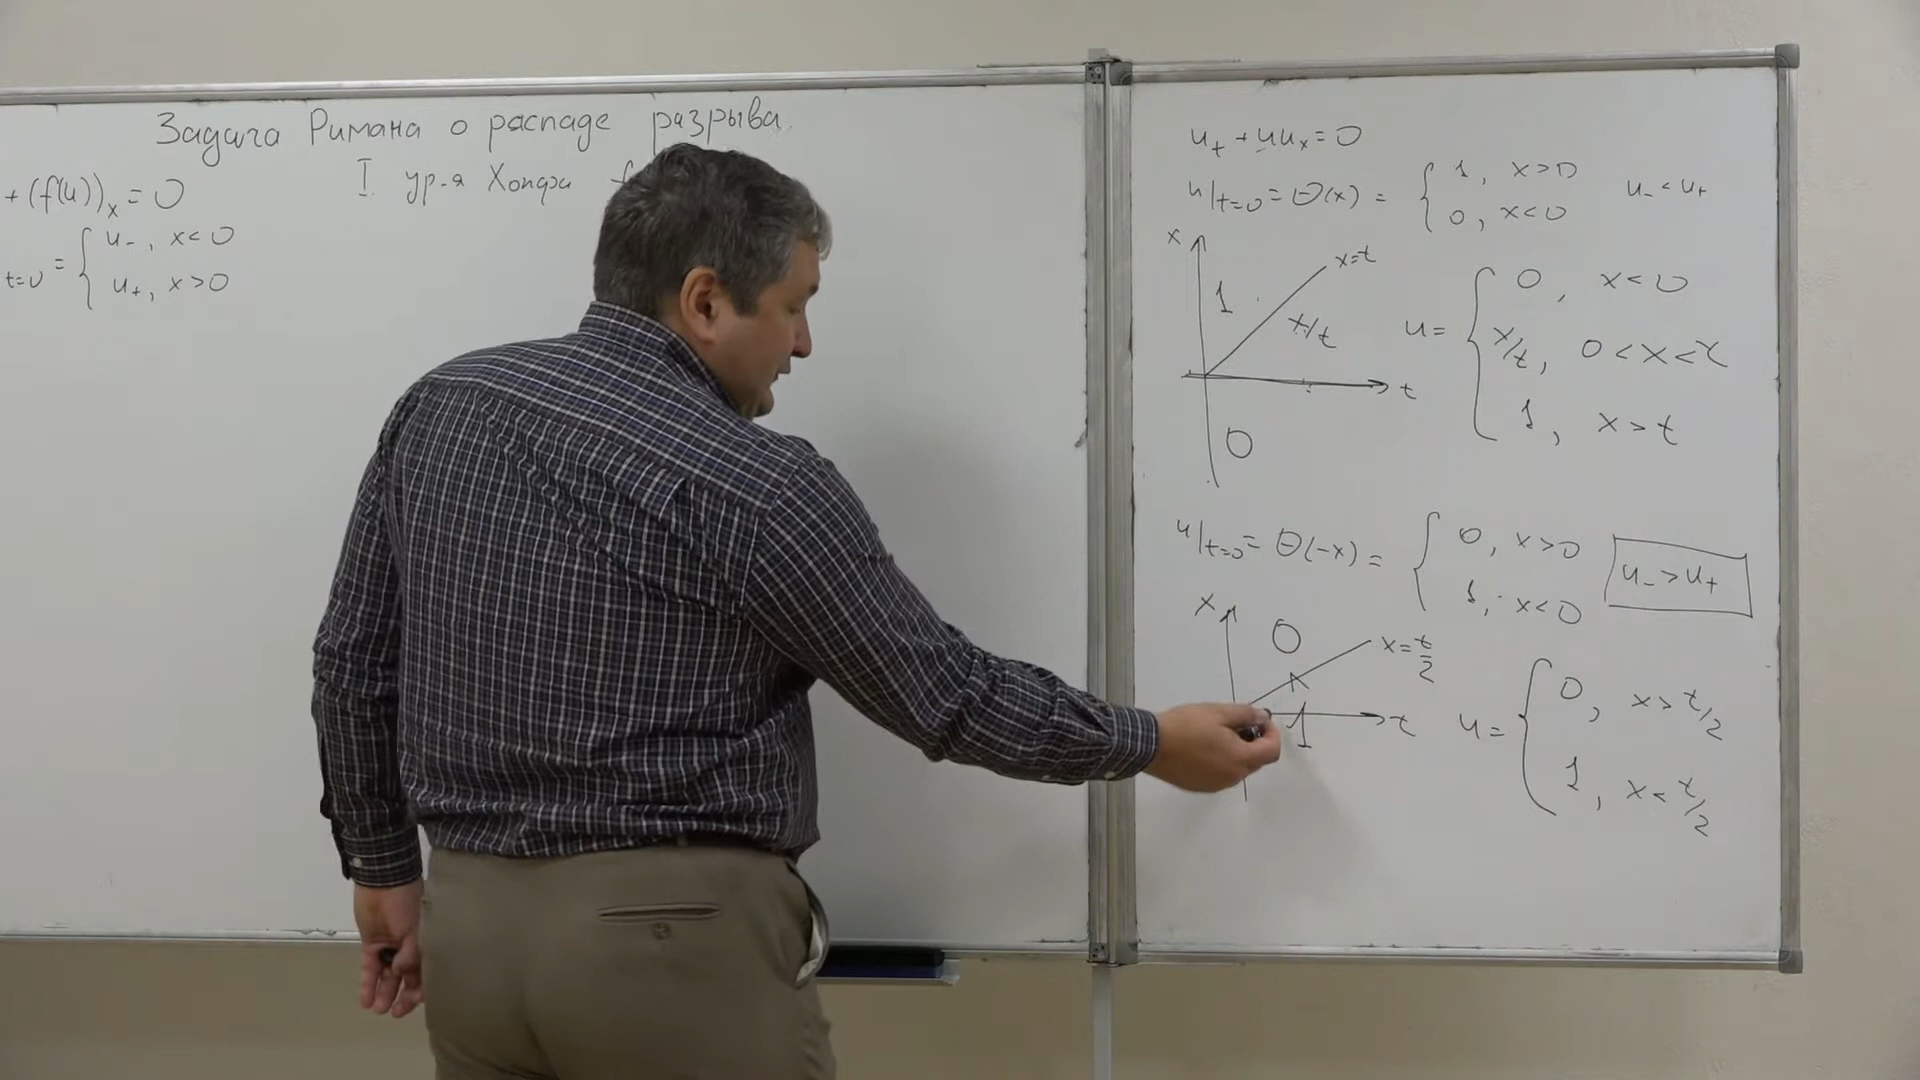 Задача Римана о распаде разрыва
I. ур-я Хопфа
+ (f(u))ₓ = 0
t=0 = { u₋, x<0
u₊, x>0
uₜ + uuₓ = 0
u|t=0 = Θ(x) = { 1, x>0
0, x<0
u₋ < u₊
x
x=t
1
x/t
t
0
u = { 0, x<0
x/t, 0<x<t
1, x>t
u|t=0 = Θ(-x) = { 0, x>0
1, x<0
u₋ > u₊
x
0
x = t/2
1
t
u = { 0, x > t/2
1, x < t/2